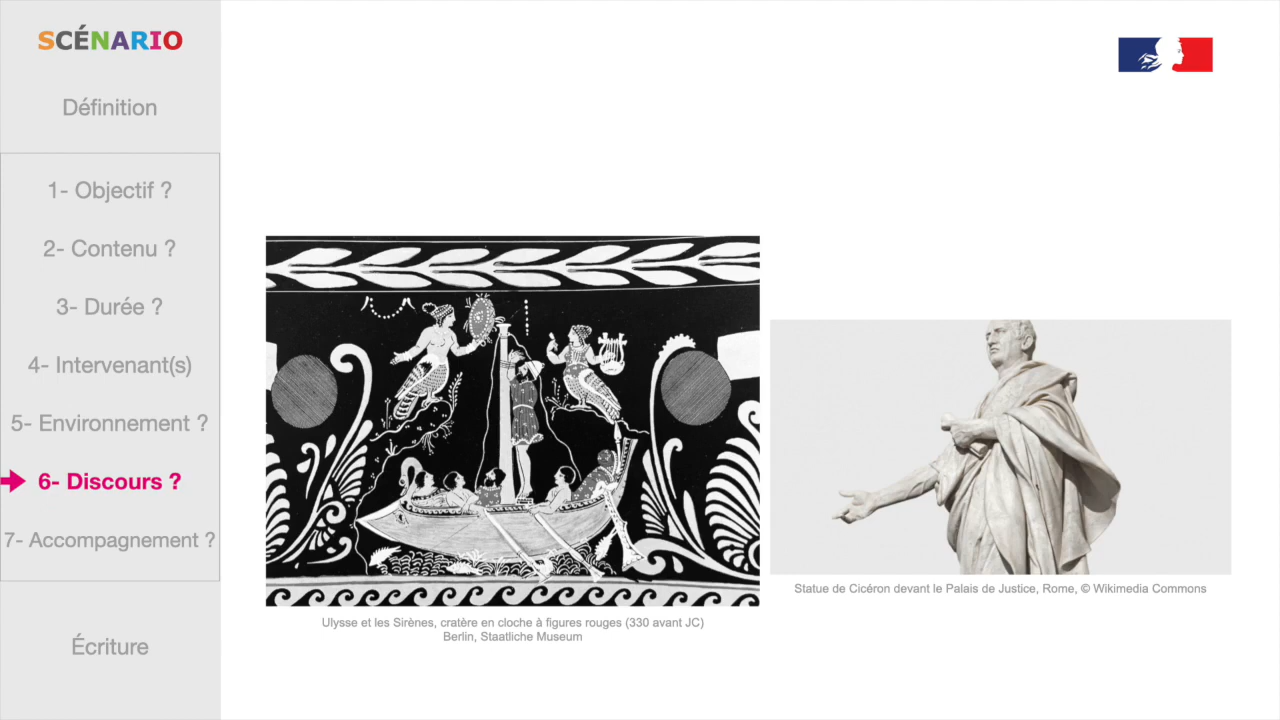 SCÉNARIO
Définition
1- Objectif ?
2- Contenu ?
3- Durée ?
4- Intervenant(s)
5- Environnement ?
6- Discours ?
7- Accompagnement ?
Écriture
Ulysse et les Sirènes, cratère en cloche à figures rouges (330 avant JC)
Berlin, Staatliche Museum
Statue de Cicéron devant le Palais de Justice, Rome, © Wikimedia Commons